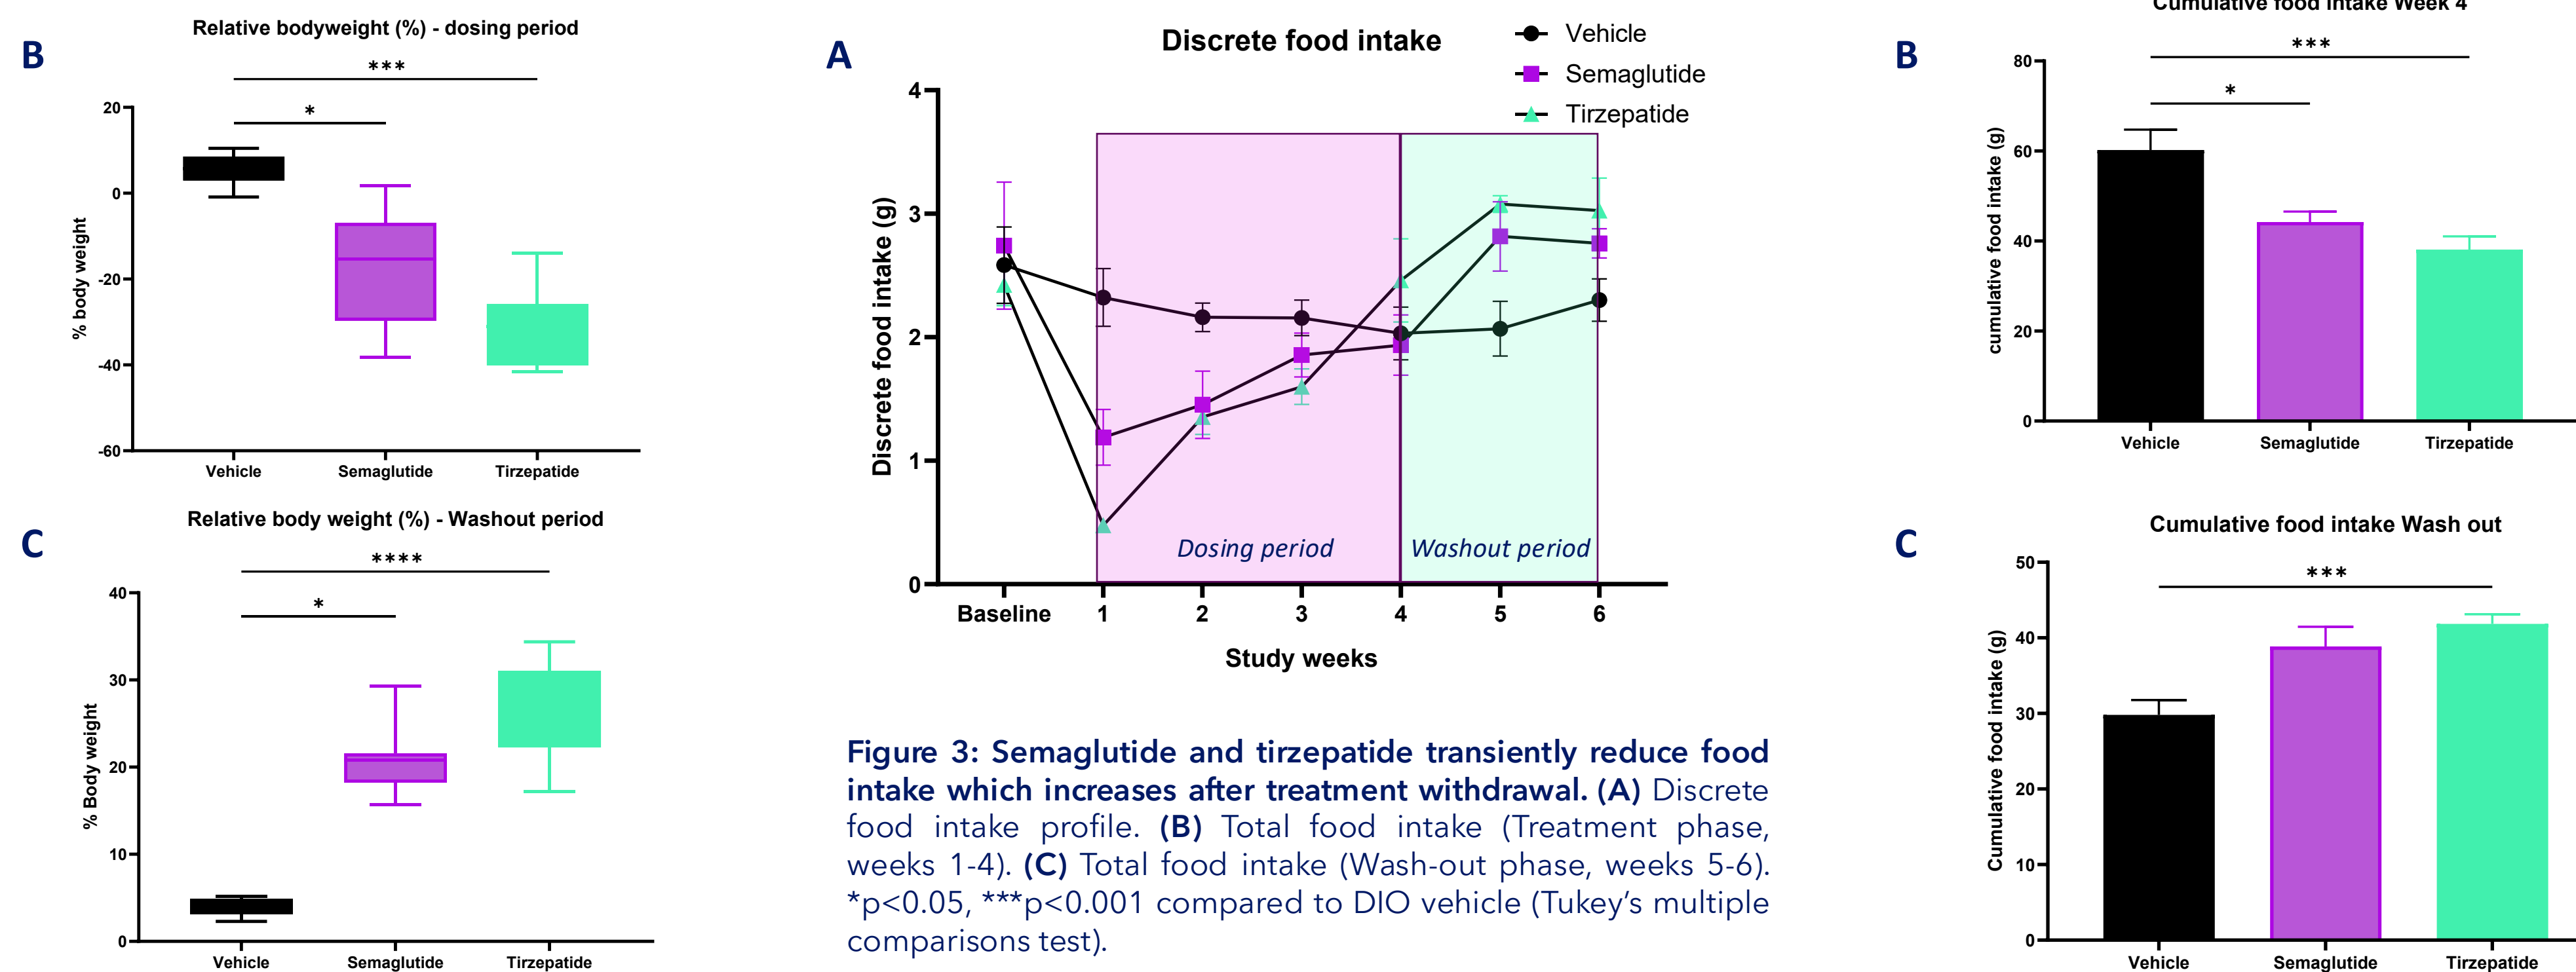 B
Relative bodyweight (%) - dosing period
***
*
20
0
-20
-40
-60
% body weight
Vehicle
Semaglutide
Tirzepatide
C
Relative body weight (%) - Washout period
****
*
40
30
20
10
0
% Body weight
Vehicle
Semaglutide
Tirzepatide
A
Discrete food intake
Vehicle
Semaglutide
Tirzepatide
4
3
2
1
0
Discrete food intake (g)
Dosing period
Washout period
Baseline
1
2
3
4
5
6
Study weeks
Figure 3: Semaglutide and tirzepatide transiently reduce food
intake which increases after treatment withdrawal. (A) Discrete
food intake profile. (B) Total food intake (Treatment phase,
weeks 1-4). (C) Total food intake (Wash-out phase, weeks 5-6).
*p<0.05, ***p<0.001 compared to DIO vehicle (Tukey’s multiple
comparisons test).
B
Cumulative food intake Week 4
***
*
80
60
40
20
0
cumulative food intake (g)
Vehicle
Semaglutide
Tirzepatide
C
Cumulative food intake Wash out
***
50
40
30
20
10
0
Cumulative food intake (g)
Vehicle
Semaglutide
Tirzepatide